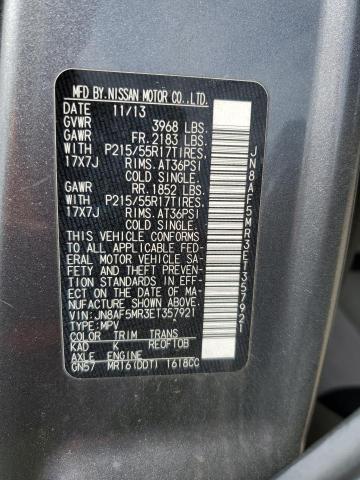 MFD BY.NISSAN MOTOR CO.,LTD.
DATE 11/13
GVWR 3968 LBS.
GAWR FR.2183 LBS.
WITH P215/55R17TIRES.
17X7J RIMS.AT36PSI
COLD SINGLE.
GAWR RR.1852 LBS.
WITH P215/55R17TIRES.
17X7J RIMS.AT36PSI
COLD SINGLE.
THIS VEHICLE CONFORMS
TO ALL APPLICABLE FED-
ERAL MOTOR VEHICLE SA-
FETY AND THEFT PREVEN-
TION STANDARDS IN EFF-
ECT ON THE DATE OF MA-
NUFACTURE SHOWN ABOVE.
VIN:JN8AF5MR3ET357921
TYPE:MPV
COLOR TRIM TRANS
KAD K RE0F10B
AXLE ENGINE
GN57 MR16(DDT) 1618CC
JN8AF5MR3ET357921